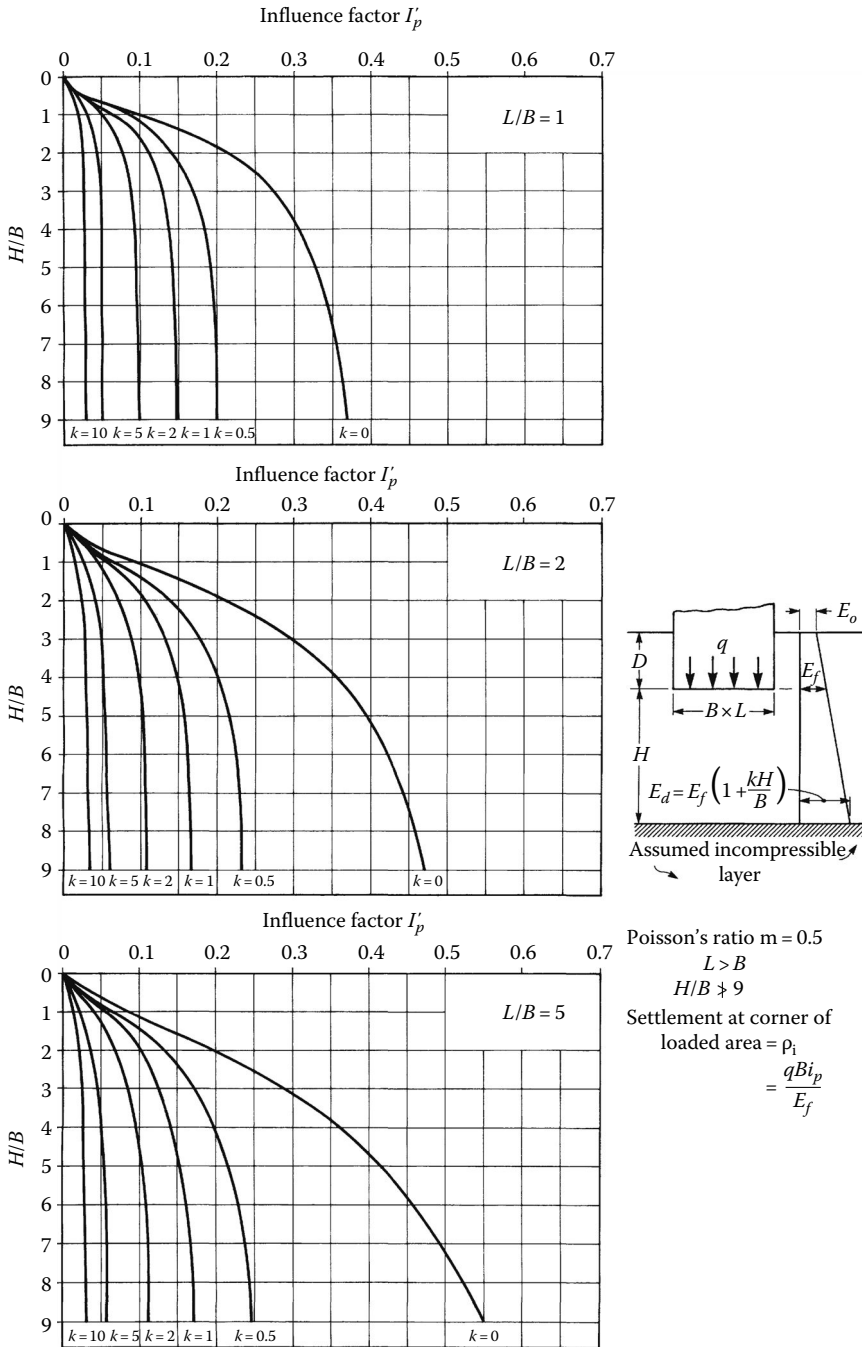 Influence factor I′p
0 0.1 0.2 0.3 0.4 0.5 0.6 0.7
0
1
2
3
4
5
6
7
8
9
H/B
L/B = 1
k = 10 k = 5 k = 2 k = 1 k = 0.5 k = 0
Influence factor I′p
0 0.1 0.2 0.3 0.4 0.5 0.6 0.7
0
1
2
3
4
5
6
7
8
9
H/B
L/B = 2
k = 10 k = 5 k = 2 k = 1 k = 0.5 k = 0
Eo
q
D
Ef
B × L
H
Ed = Ef (1 + kH/B)
Assumed incompressible
layer
Influence factor I′p
0 0.1 0.2 0.3 0.4 0.5 0.6 0.7
0
1
2
3
4
5
6
7
8
9
H/B
L/B = 5
k = 10 k = 5 k = 2 k = 1 k = 0.5 k = 0
Poisson's ratio m = 0.5
L > B
H/B ≯ 9
Settlement at corner of
loaded area = ρi
= qBip/Ef